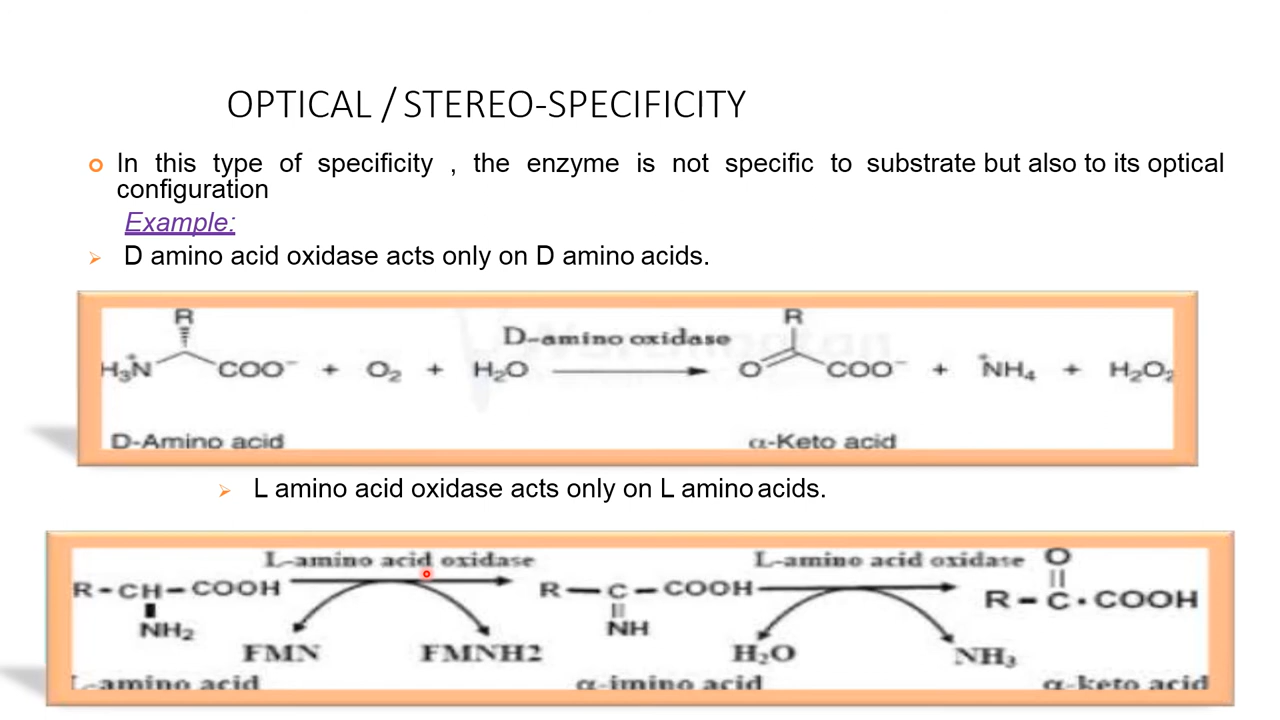 OPTICAL / STEREO-SPECIFICITY
In this type of specificity , the enzyme is not specific to substrate but also to its optical
configuration
Example:
D amino acid oxidase acts only on D amino acids.
R
D-amino oxidase
R
H₃N⁺ COO⁻ + O₂ + H₂O O COO⁻ + ⁺NH₄ + H₂O₂
D-Amino acid α-Keto acid
L amino acid oxidase acts only on L amino acids.
L-amino acid oxidase L-amino acid oxidase O
R-CH-COOH R-C-COOH R-C·COOH
NH₂ NH
FMN FMNH2 H₂O NH₃
L-amino acid α-imino acid α-keto acid